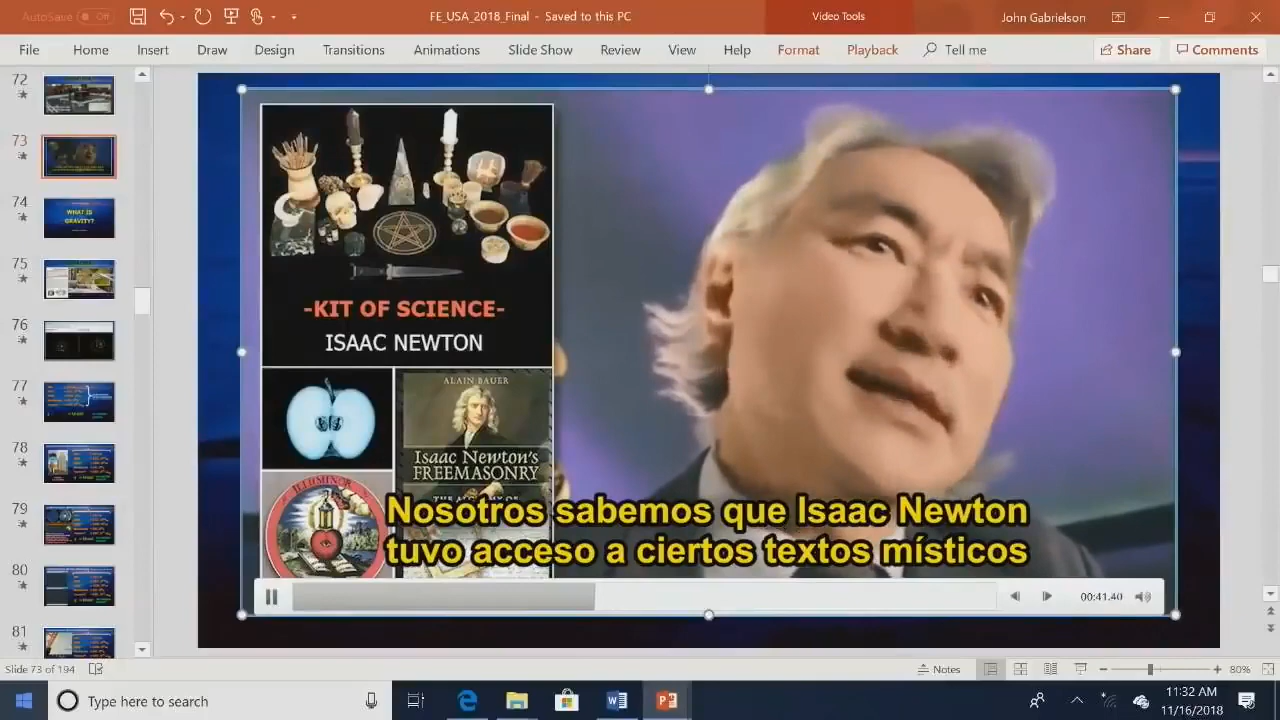 AutoSave Off
FE_USA_2018_Final - Saved to this PC
Video Tools
John Gabrielson
File Home Insert Draw Design Transitions Animations Slide Show Review View Help Format Playback Tell me Share Comments
72
73
74
WHAT IS
GRAVITY?
75
76
77
78
79
80
81
-KIT OF SCIENCE-
ISAAC NEWTON
ALAIN BAUER
Isaac Newton's
FREEMASONRY
THE ALCHEMY OF
ILLUMINOR
Nosotros sabemos que Isaac Newton
tuvo acceso a ciertos textos místicos
00:41.40
Slide 73 of 194
Notes
80%
Type here to search
11:32 AM
11/16/2018